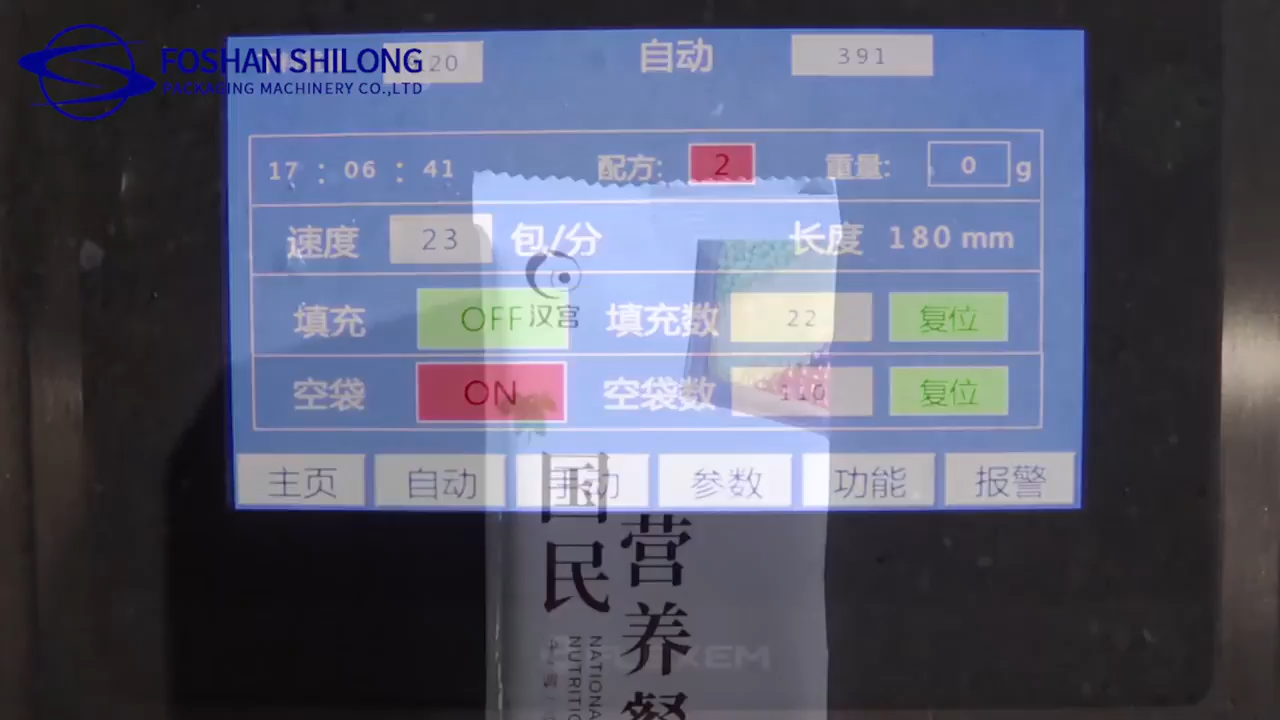 FOSHAN SHILONG
PACKAGING MACHINERY CO.,LTD
20 自动 391
17 : 06 : 41 配方: 2 重量: 0 g
速度 23 包/分 长度 180 mm
填充 OFF 填充数 22 复位
空袋 ON 空袋数 110 复位
主页 自动 手动 参数 功能 报警
汉宫
国民
营养餐
NATIONAL